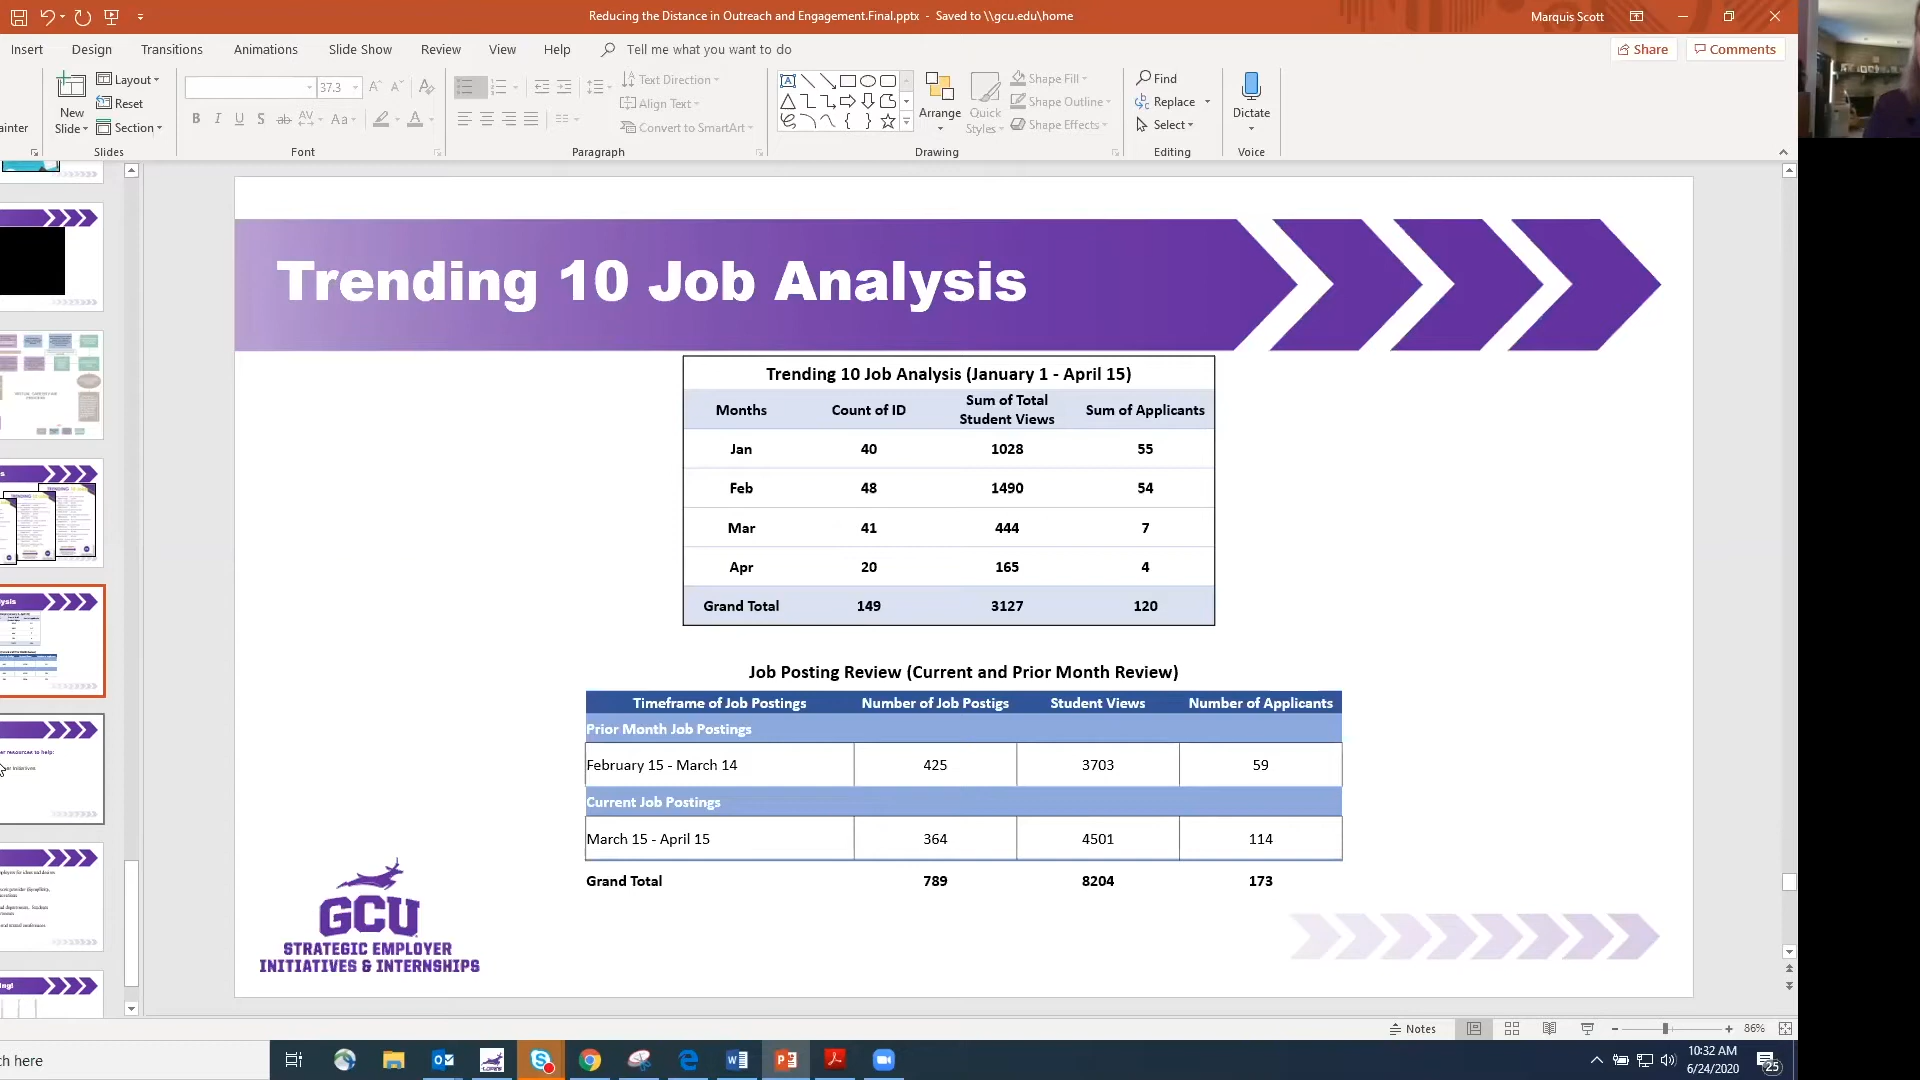 Reducing the Distance in Outreach and Engagement.Final.pptx - Saved to \\gcu.edu\home
Marquis Scott
Insert Design Transitions Animations Slide Show Review View Help Tell me what you want to do
Share Comments
ainter
New Slide
Layout
Reset
Section
Slides
37.3
Font
Text Direction
Align Text
Convert to SmartArt
Paragraph
Arrange
Quick Styles
Shape Fill
Shape Outline
Shape Effects
Drawing
Find
Replace
Select
Editing
Dictate
Voice
Trending 10 Job Analysis
Trending 10 Job Analysis (January 1 - April 15)
Months Count of ID Sum of Total Student Views Sum of Applicants
Jan 40 1028 55
Feb 48 1490 54
Mar 41 444 7
Apr 20 165 4
Grand Total 149 3127 120
Job Posting Review (Current and Prior Month Review)
Timeframe of Job Postings Number of Job Postigs Student Views Number of Applicants
Prior Month Job Postings
February 15 - March 14 425 3703 59
Current Job Postings
March 15 - April 15 364 4501 114
Grand Total 789 8204 173
GCU
STRATEGIC EMPLOYER
INITIATIVES & INTERNSHIPS
Notes
86%
ch here
10:32 AM
6/24/2020
25